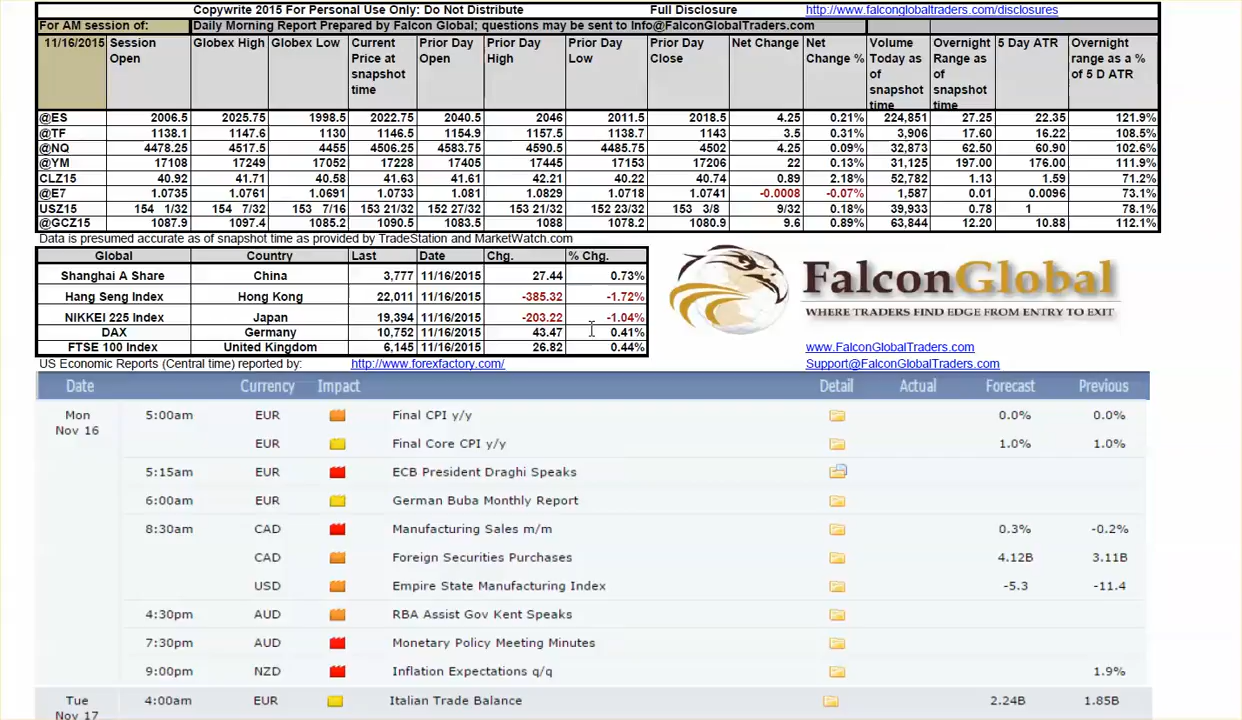 Copywrite 2015 For Personal Use Only: Do Not Distribute Full Disclosure http://www.falconglobaltraders.com/disclosures
For AM session of: Daily Morning Report Prepared by Falcon Global; questions may be sent to Info@FalconGlobalTraders.com
11/16/2015 Session Open Globex High Globex Low Current Price at snapshot time Prior Day Open Prior Day High Prior Day Low Prior Day Close Net Change Net Change % Volume Today as of snapshot time Overnight Range as of snapshot time 5 Day ATR Overnight range as a % of 5 D ATR
@ES 2006.5 2025.75 1998.5 2022.75 2040.5 2046 2011.5 2018.5 4.25 0.21% 224,851 27.25 22.35 121.9%
@TF 1138.1 1147.6 1130 1146.5 1154.9 1157.5 1138.7 1143 3.5 0.31% 3,906 17.60 16.22 108.5%
@NQ 4478.25 4517.5 4455 4506.25 4583.75 4590.5 4485.75 4502 4.25 0.09% 32,873 62.50 60.90 102.6%
@YM 17108 17249 17052 17228 17405 17445 17153 17206 22 0.13% 31,125 197.00 176.00 111.9%
CLZ15 40.92 41.71 40.58 41.63 41.61 42.21 40.22 40.74 0.89 2.18% 52,782 1.13 1.59 71.2%
@E7 1.0735 1.0761 1.0691 1.0733 1.081 1.0829 1.0718 1.0741 -0.0008 -0.07% 1,587 0.01 0.0096 73.1%
USZ15 154 1/32 154 7/32 153 7/16 153 21/32 152 27/32 153 21/32 152 23/32 153 3/8 9/32 0.18% 39,933 0.78 1 78.1%
@GCZ15 1087.9 1097.4 1085.2 1090.5 1083.5 1088 1078.2 1080.9 9.6 0.89% 63,844 12.20 10.88 112.1%
Data is presumed accurate as of snapshot time as provided by TradeStation and MarketWatch.com
Global Country Last Date Chg. % Chg.
Shanghai A Share China 3,777 11/16/2015 27.44 0.73%
Hang Seng Index Hong Kong 22,011 11/16/2015 -385.32 -1.72%
NIKKEI 225 Index Japan 19,394 11/16/2015 -203.22 -1.04%
DAX Germany 10,752 11/16/2015 43.47 0.41%
FTSE 100 Index United Kingdom 6,145 11/16/2015 26.82 0.44%
FalconGlobal
WHERE TRADERS FIND EDGE FROM ENTRY TO EXIT
www.FalconGlobalTraders.com
US Economic Reports (Central time) reported by: http://www.forexfactory.com/ Support@FalconGlobalTraders.com
Date Currency Impact Detail Actual Forecast Previous
Mon Nov 16 5:00am EUR Final CPI y/y 0.0% 0.0%
EUR Final Core CPI y/y 1.0% 1.0%
5:15am EUR ECB President Draghi Speaks
6:00am EUR German Buba Monthly Report
8:30am CAD Manufacturing Sales m/m 0.3% -0.2%
CAD Foreign Securities Purchases 4.12B 3.11B
USD Empire State Manufacturing Index -5.3 -11.4
4:30pm AUD RBA Assist Gov Kent Speaks
7:30pm AUD Monetary Policy Meeting Minutes
9:00pm NZD Inflation Expectations q/q 1.9%
Tue Nov 17 4:00am EUR Italian Trade Balance 2.24B 1.85B